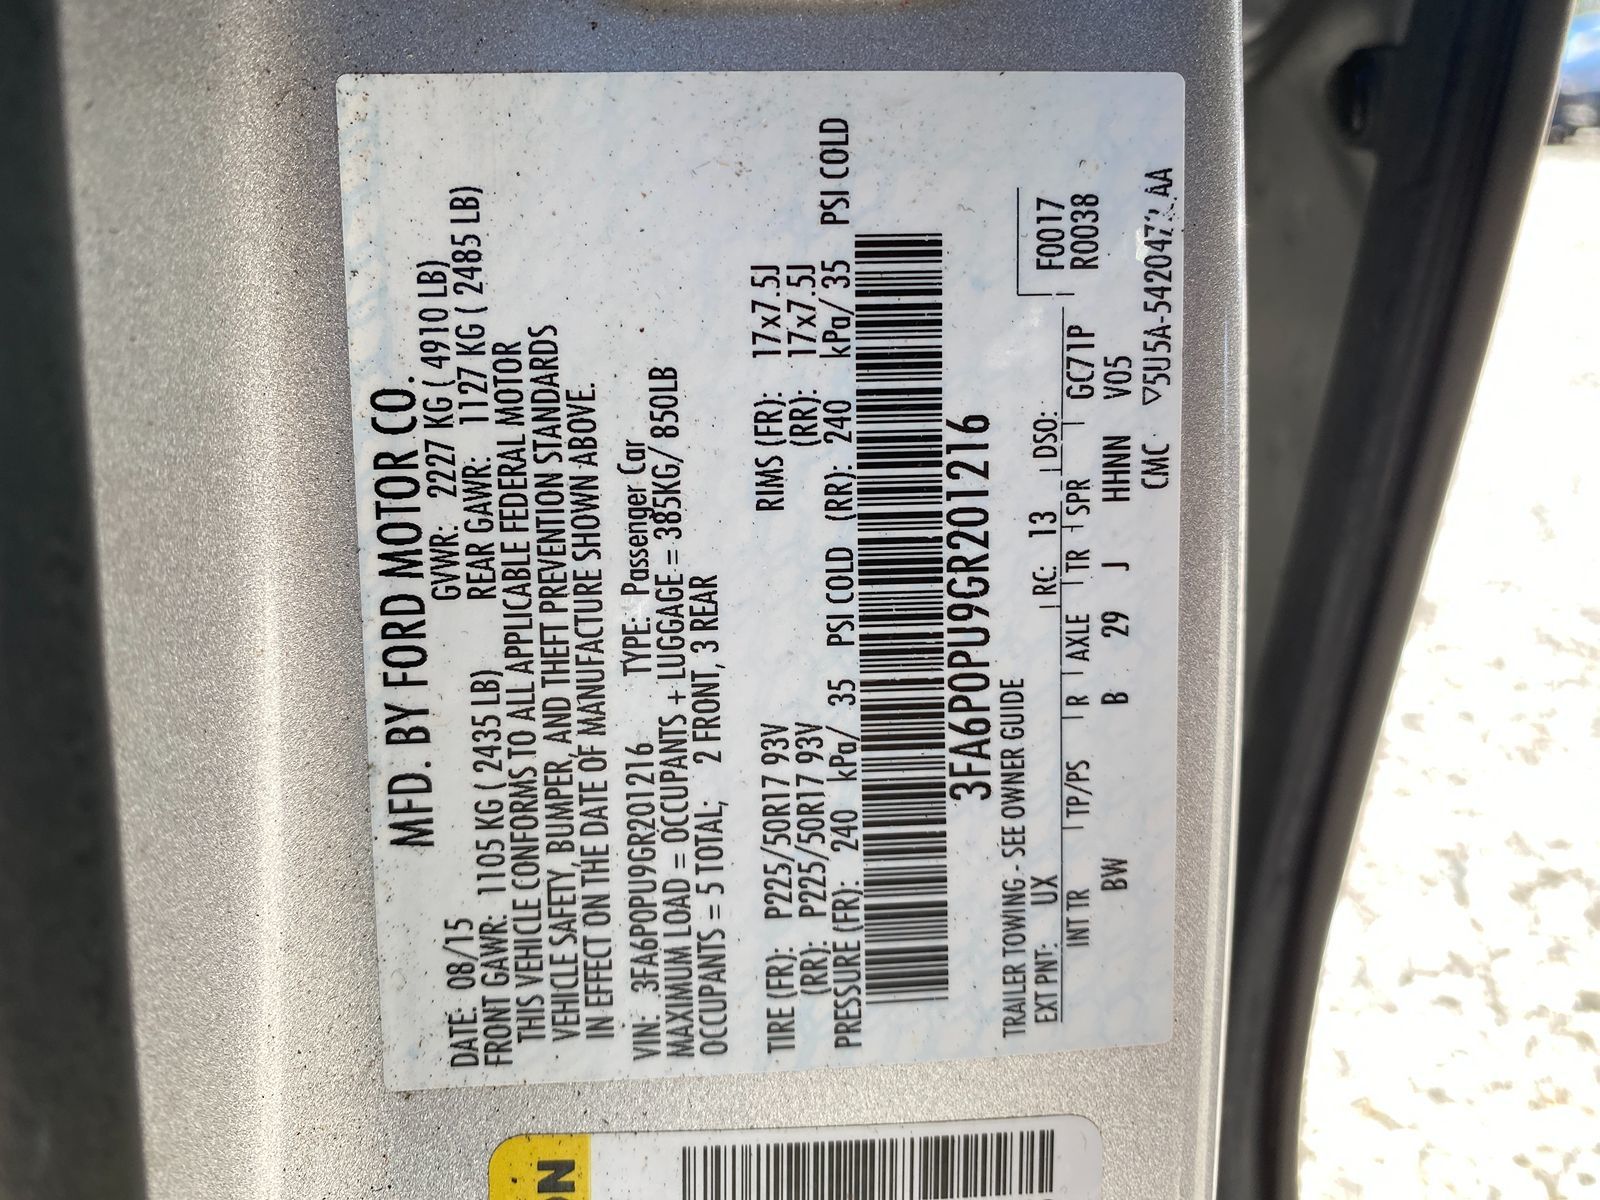 MFD. BY FORD MOTOR CO.
DATE: 08/15 GVWR: 2227 KG ( 4910 LB)
FRONT GAWR: 1105 KG ( 2435 LB) REAR GAWR: 1127 KG ( 2485 LB)
THIS VEHICLE CONFORMS TO ALL APPLICABLE FEDERAL MOTOR
VEHICLE SAFETY, BUMPER, AND THEFT PREVENTION STANDARDS
IN EFFECT ON THE DATE OF MANUFACTURE SHOWN ABOVE.
VIN: 3FA6P0PU9GR201216 TYPE: Passenger Car
MAXIMUM LOAD = OCCUPANTS + LUGGAGE = 385KG/ 850LB
OCCUPANTS = 5 TOTAL; 2 FRONT, 3 REAR
TIRE (FR): P225/50R17 93V RIMS (FR): 17x7.5J
(RR): P225/50R17 93V (RR): 17x7.5J
PRESSURE (FR): 240 kPa/ 35 PSI COLD (RR): 240 kPa/ 35 PSI COLD
3FA6P0PU9GR201216
TRAILER TOWING - SEE OWNER GUIDE
EXT PNT: UX RC: 13 DSO: F0017
INT TR TP/PS R AXLE TR SPR GC71P R0038
BW B 29 J HHNN V05
CMC ▽5U5A-5420472 AA
ON